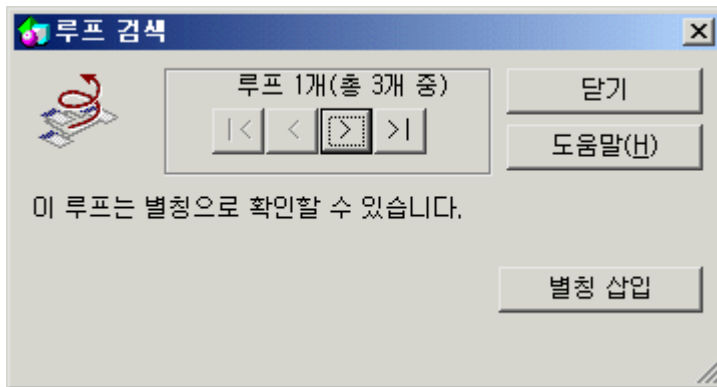 루프 검색
루프 1개(총 3개 중)
|< < > >|
닫기
도움말(H)
이 루프는 별칭으로 확인할 수 있습니다.
별칭 삽입